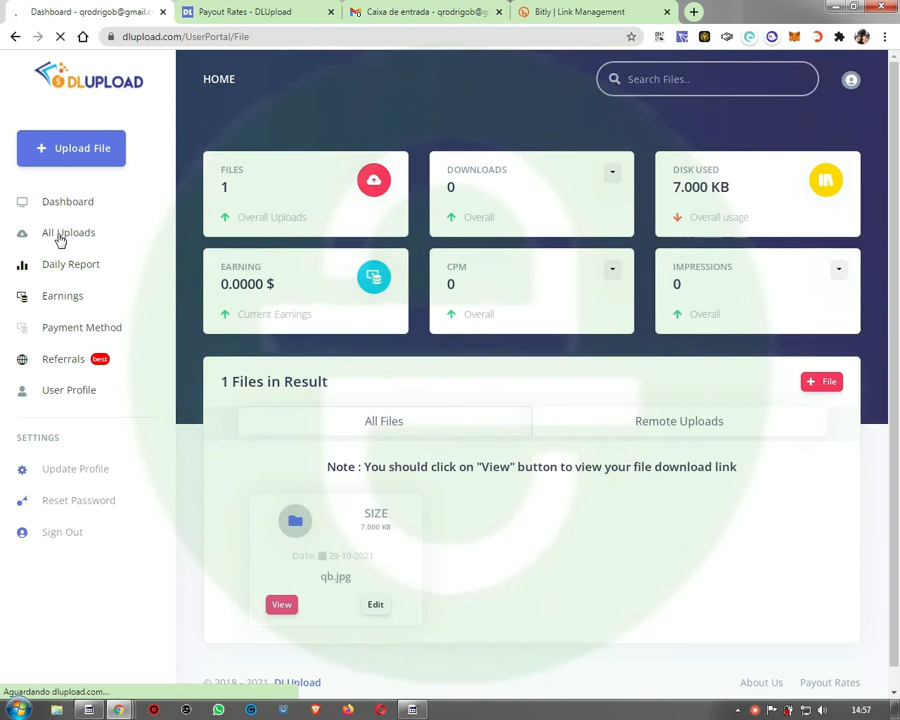 Dashboard - qrodrigob@gmail.c
Payout Rates - DLUpload
Caixa de entrada - qrodrigob@g
Bitly | Link Management
dlupload.com/UserPortal/File
DLUPLOAD
HOME
Search Files..
+ Upload File
Dashboard
All Uploads
Daily Report
Earnings
Payment Method
Referrals best
User Profile
SETTINGS
Update Profile
Reset Password
Sign Out
FILES
1
Overall Uploads
DOWNLOADS
0
Overall
DISK USED
7.000 KB
Overall usage
EARNING
0.0000 $
Current Earnings
CPM
0
Overall
IMPRESSIONS
0
Overall
1 Files in Result
+ File
All Files
Remote Uploads
Note : You should click on "View" button to view your file download link
SIZE
7.000 KB
Date: 29-10-2021
qb.jpg
View
Edit
© 2018 - 2021, DLUpload
About Us
Payout Rates
Aguardando dlupload.com...
14:57